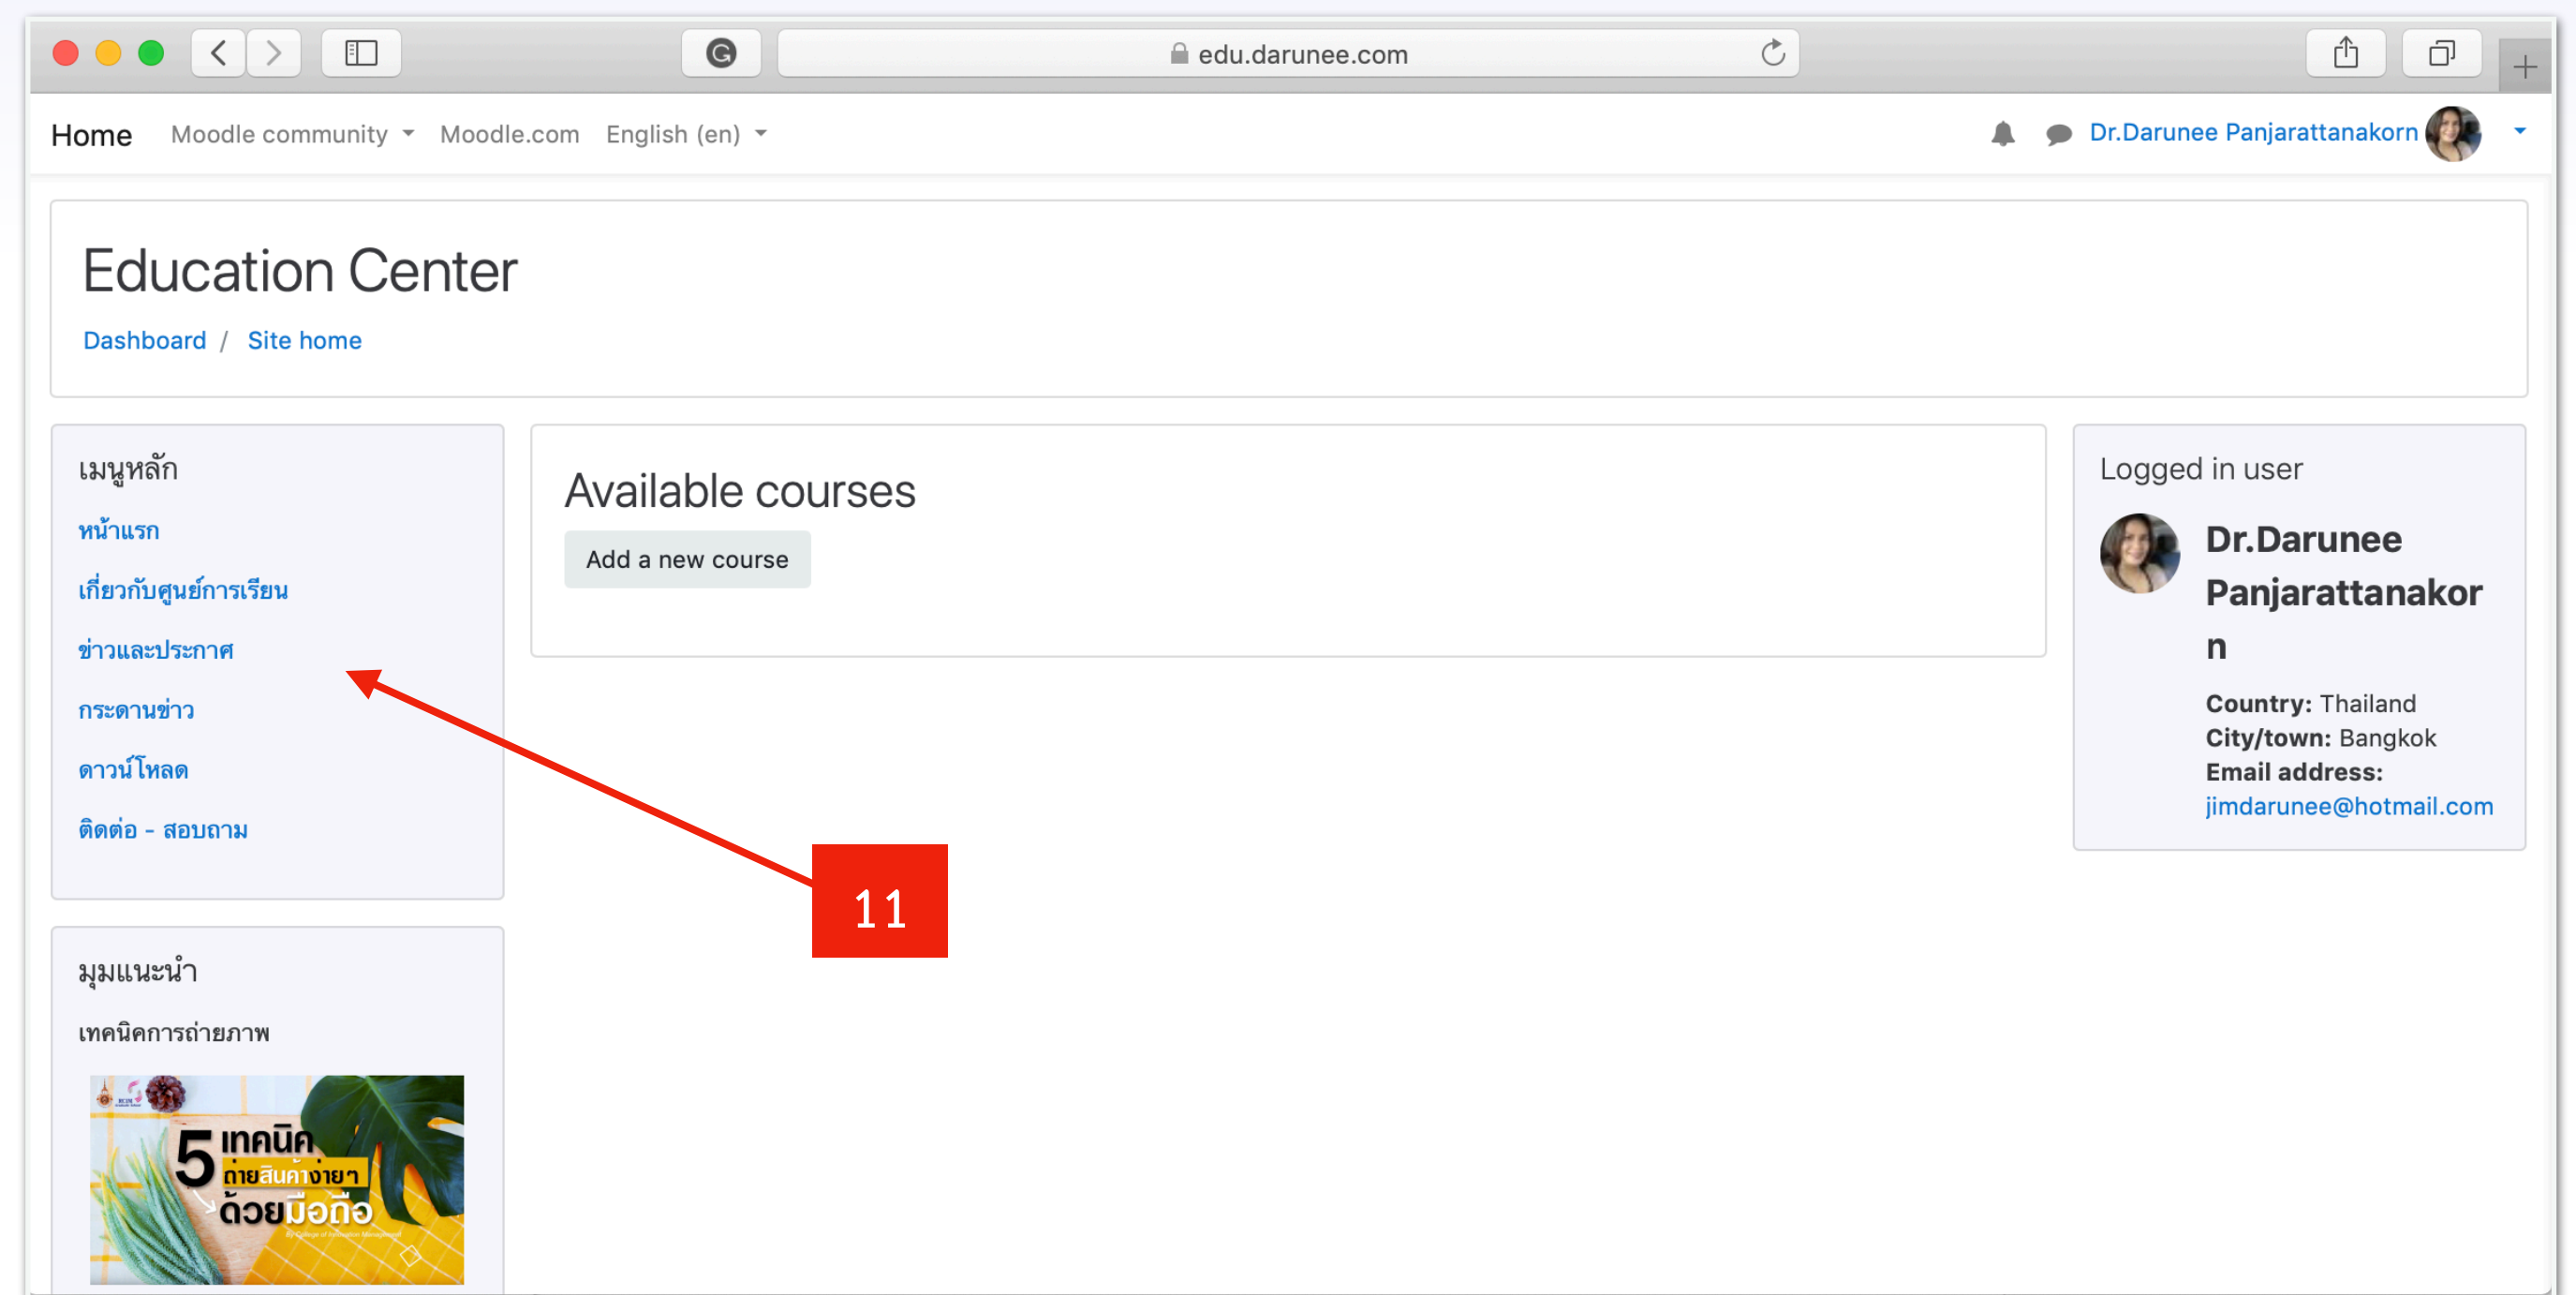 edu.darunee.com
Home Moodle community Moodle.com English (en) Dr.Darunee Panjarattanakorn
Education Center
Dashboard / Site home
เมนูหลัก
หน้าแรก
เกี่ยวกับศูนย์การเรียน
ข่าวและประกาศ
กระดานข่าว
ดาวน์โหลด
ติดต่อ - สอบถาม
Available courses
Add a new course
11
Logged in user
Dr.Darunee
Panjarattanakor
n
Country: Thailand
City/town: Bangkok
Email address:
jimdarunee@hotmail.com
มุมแนะนำ
เทคนิคการถ่ายภาพ
5 เทคนิค
ถ่ายสินค้าง่ายๆ
ด้วยมือถือ